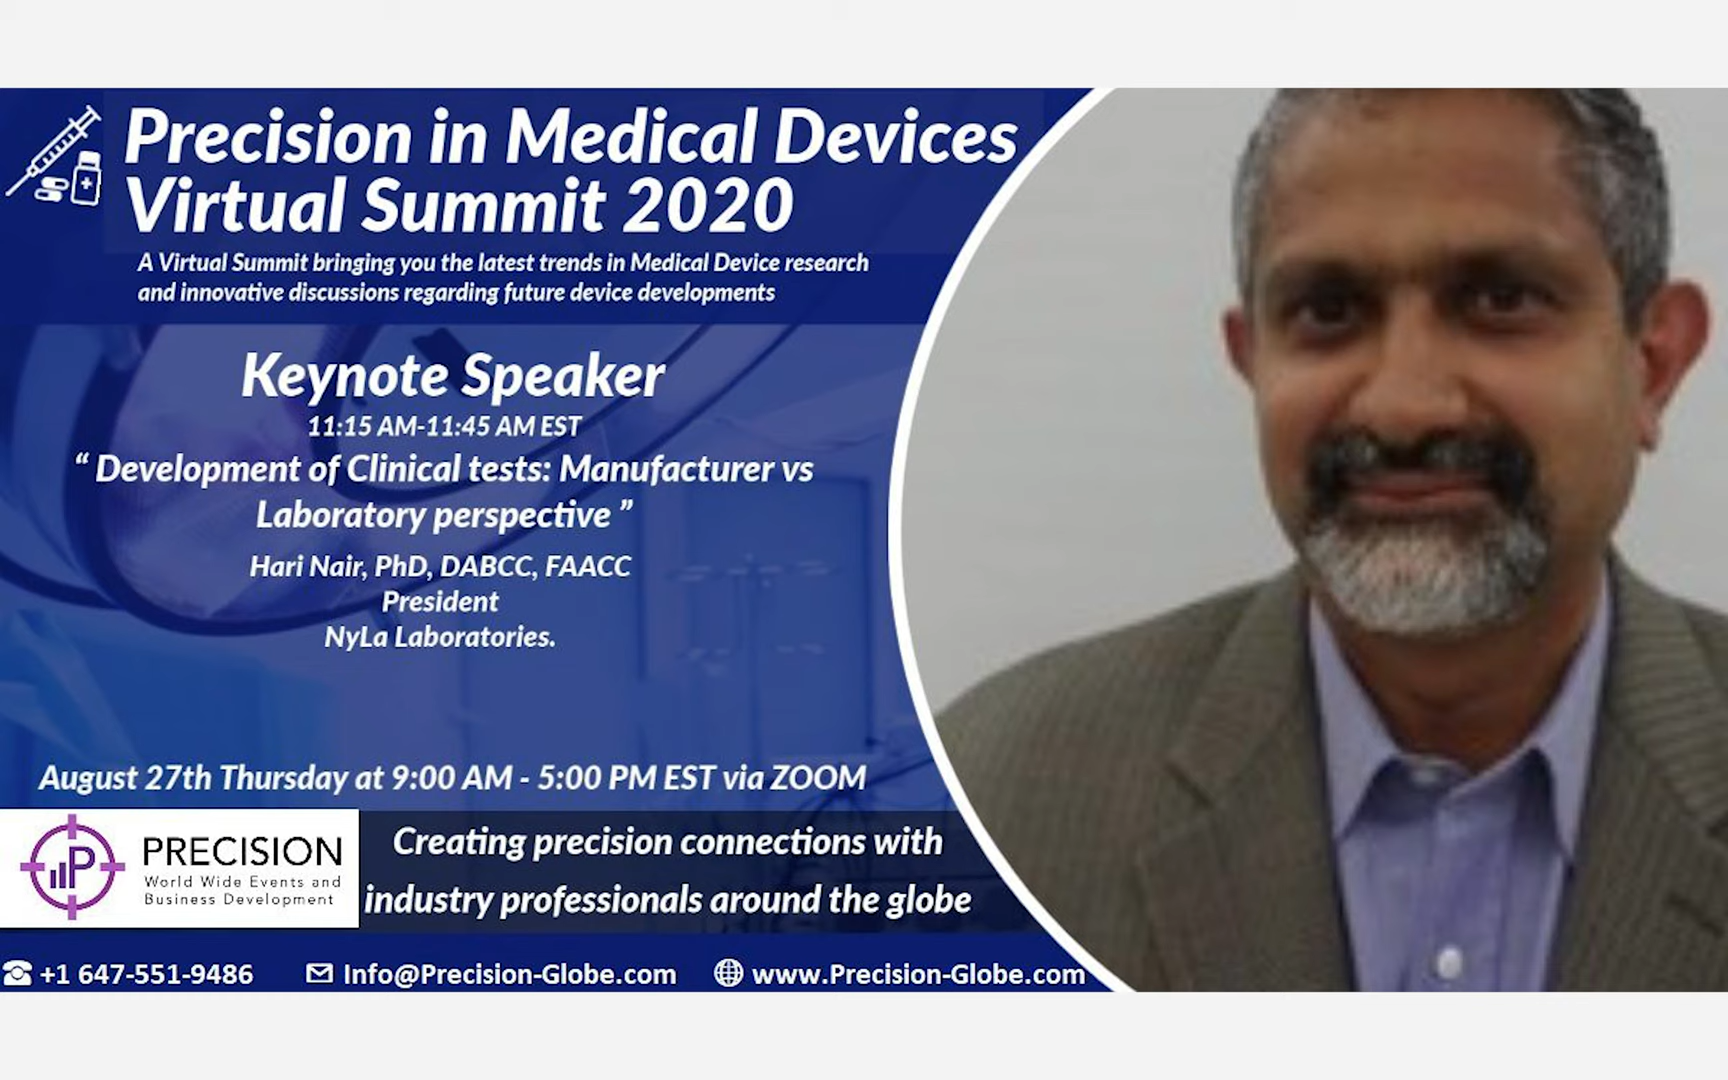 Precision in Medical Devices
Virtual Summit 2020
A Virtual Summit bringing you the latest trends in Medical Device research
and innovative discussions regarding future device developments
Keynote Speaker
11:15 AM-11:45 AM EST
“ Development of Clinical tests: Manufacturer vs
Laboratory perspective ”
Hari Nair, PhD, DABCC, FAACC
President
NyLa Laboratories.
August 27th Thursday at 9:00 AM - 5:00 PM EST via ZOOM
P
PRECISION
World Wide Events and
Business Development
Creating precision connections with
industry professionals around the globe
+1 647-551-9486
Info@Precision-Globe.com
www.Precision-Globe.com